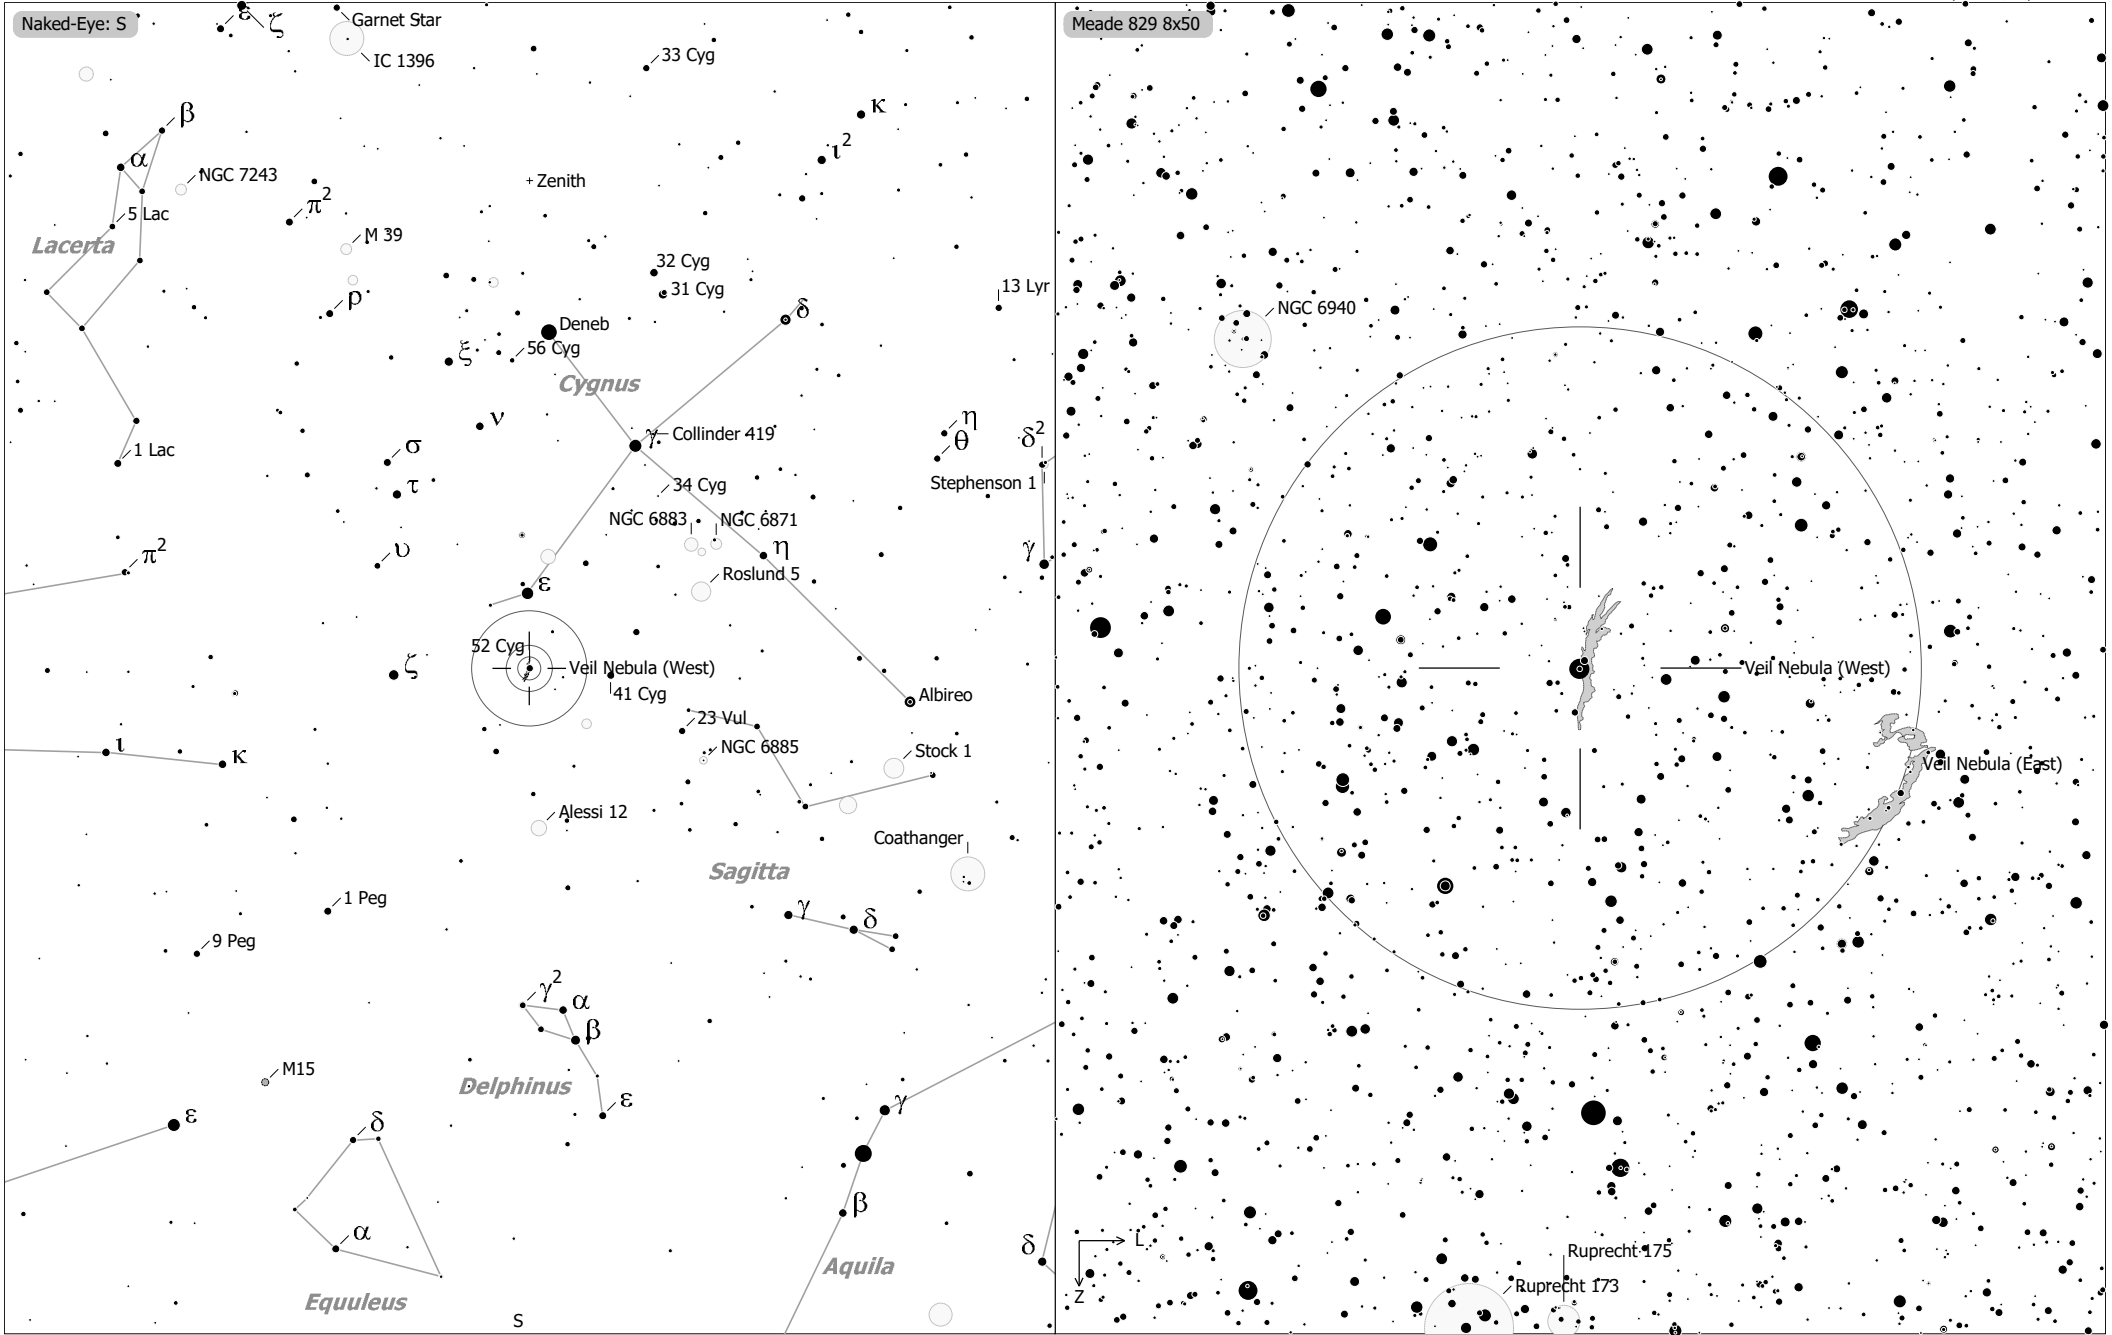 Naked-Eye: S
ε
ζ
Garnet Star
IC 1396
33 Cyg
κ
β
α
ι2
NGC 7243
Zenith
π2
5 Lac
M 39
Lacerta
32 Cyg
31 Cyg
13 Lyr
ρ
δ
Deneb
56 Cyg
ξ
Cygnus
ν
η
θ
δ2
γ
Collinder 419
σ
1 Lac
Stephenson 1
τ
34 Cyg
NGC 6883
NGC 6871
π2
υ
η
γ
ε
Roslund 5
52 Cyg
ζ
Veil Nebula (West)
41 Cyg
Albireo
23 Vul
ι
κ
NGC 6885
Stock 1
Alessi 12
Coathanger
Sagitta
1 Peg
γ
δ
9 Peg
γ2
α
β
M15
Delphinus
ε
γ
ε
δ
β
α
δ
Aquila
Equuleus
S
Meade 829 8x50
NGC 6940
Veil Nebula (West)
Veil Nebula (East)
L
Z
Ruprecht 175
Ruprecht 173